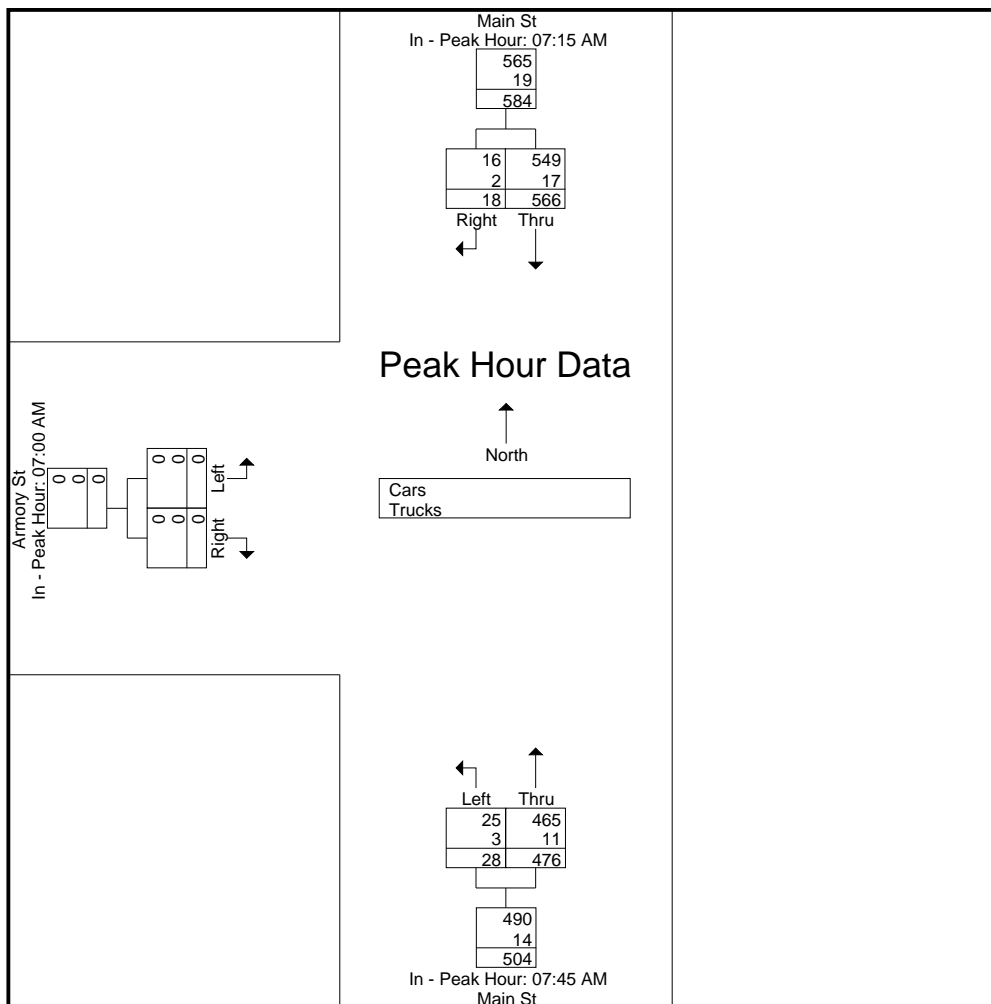 Main St
In - Peak Hour: 07:15 AM
565
19
584
16 549
2 17
18 566
Right Thru
Peak Hour Data
North
Cars
Trucks
Armory St
In - Peak Hour: 07:00 AM
0
0
0
0 0
0 0
0 0
Right Left
Left Thru
25 465
3 11
28 476
490
14
504
In - Peak Hour: 07:45 AM
Main St